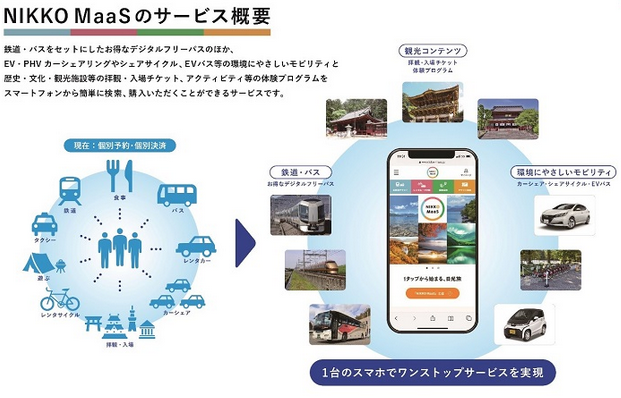 NIKKO MaaSのサービス概要
鉄道・バスをセットにしたお得なデジタルフリーパスのほか、
EV・PHVカーシェアリングやシェアサイクル、EVバス等の環境にやさしいモビリティと
歴史・文化・観光施設等の拝観・入場チケット、アクティビティ等の体験プログラムを
スマートフォンから簡単に検索、購入いただくことができるサービスです。
現在：個別予約・個別決済
食事
鉄道
バス
タクシー
レンタカー
遊ぶ
カーシェア
レンタサイクル
拝観・入場
観光コンテンツ
拝観・入場チケット
体験プログラム
鉄道・バス
お得なデジタルフリーパス
環境にやさしいモビリティ
カーシェア・シェアサイクル・EVバス
NIKKO
MaaS
1タップから始まる、日光旅
1台のスマホでワンストップサービスを実現